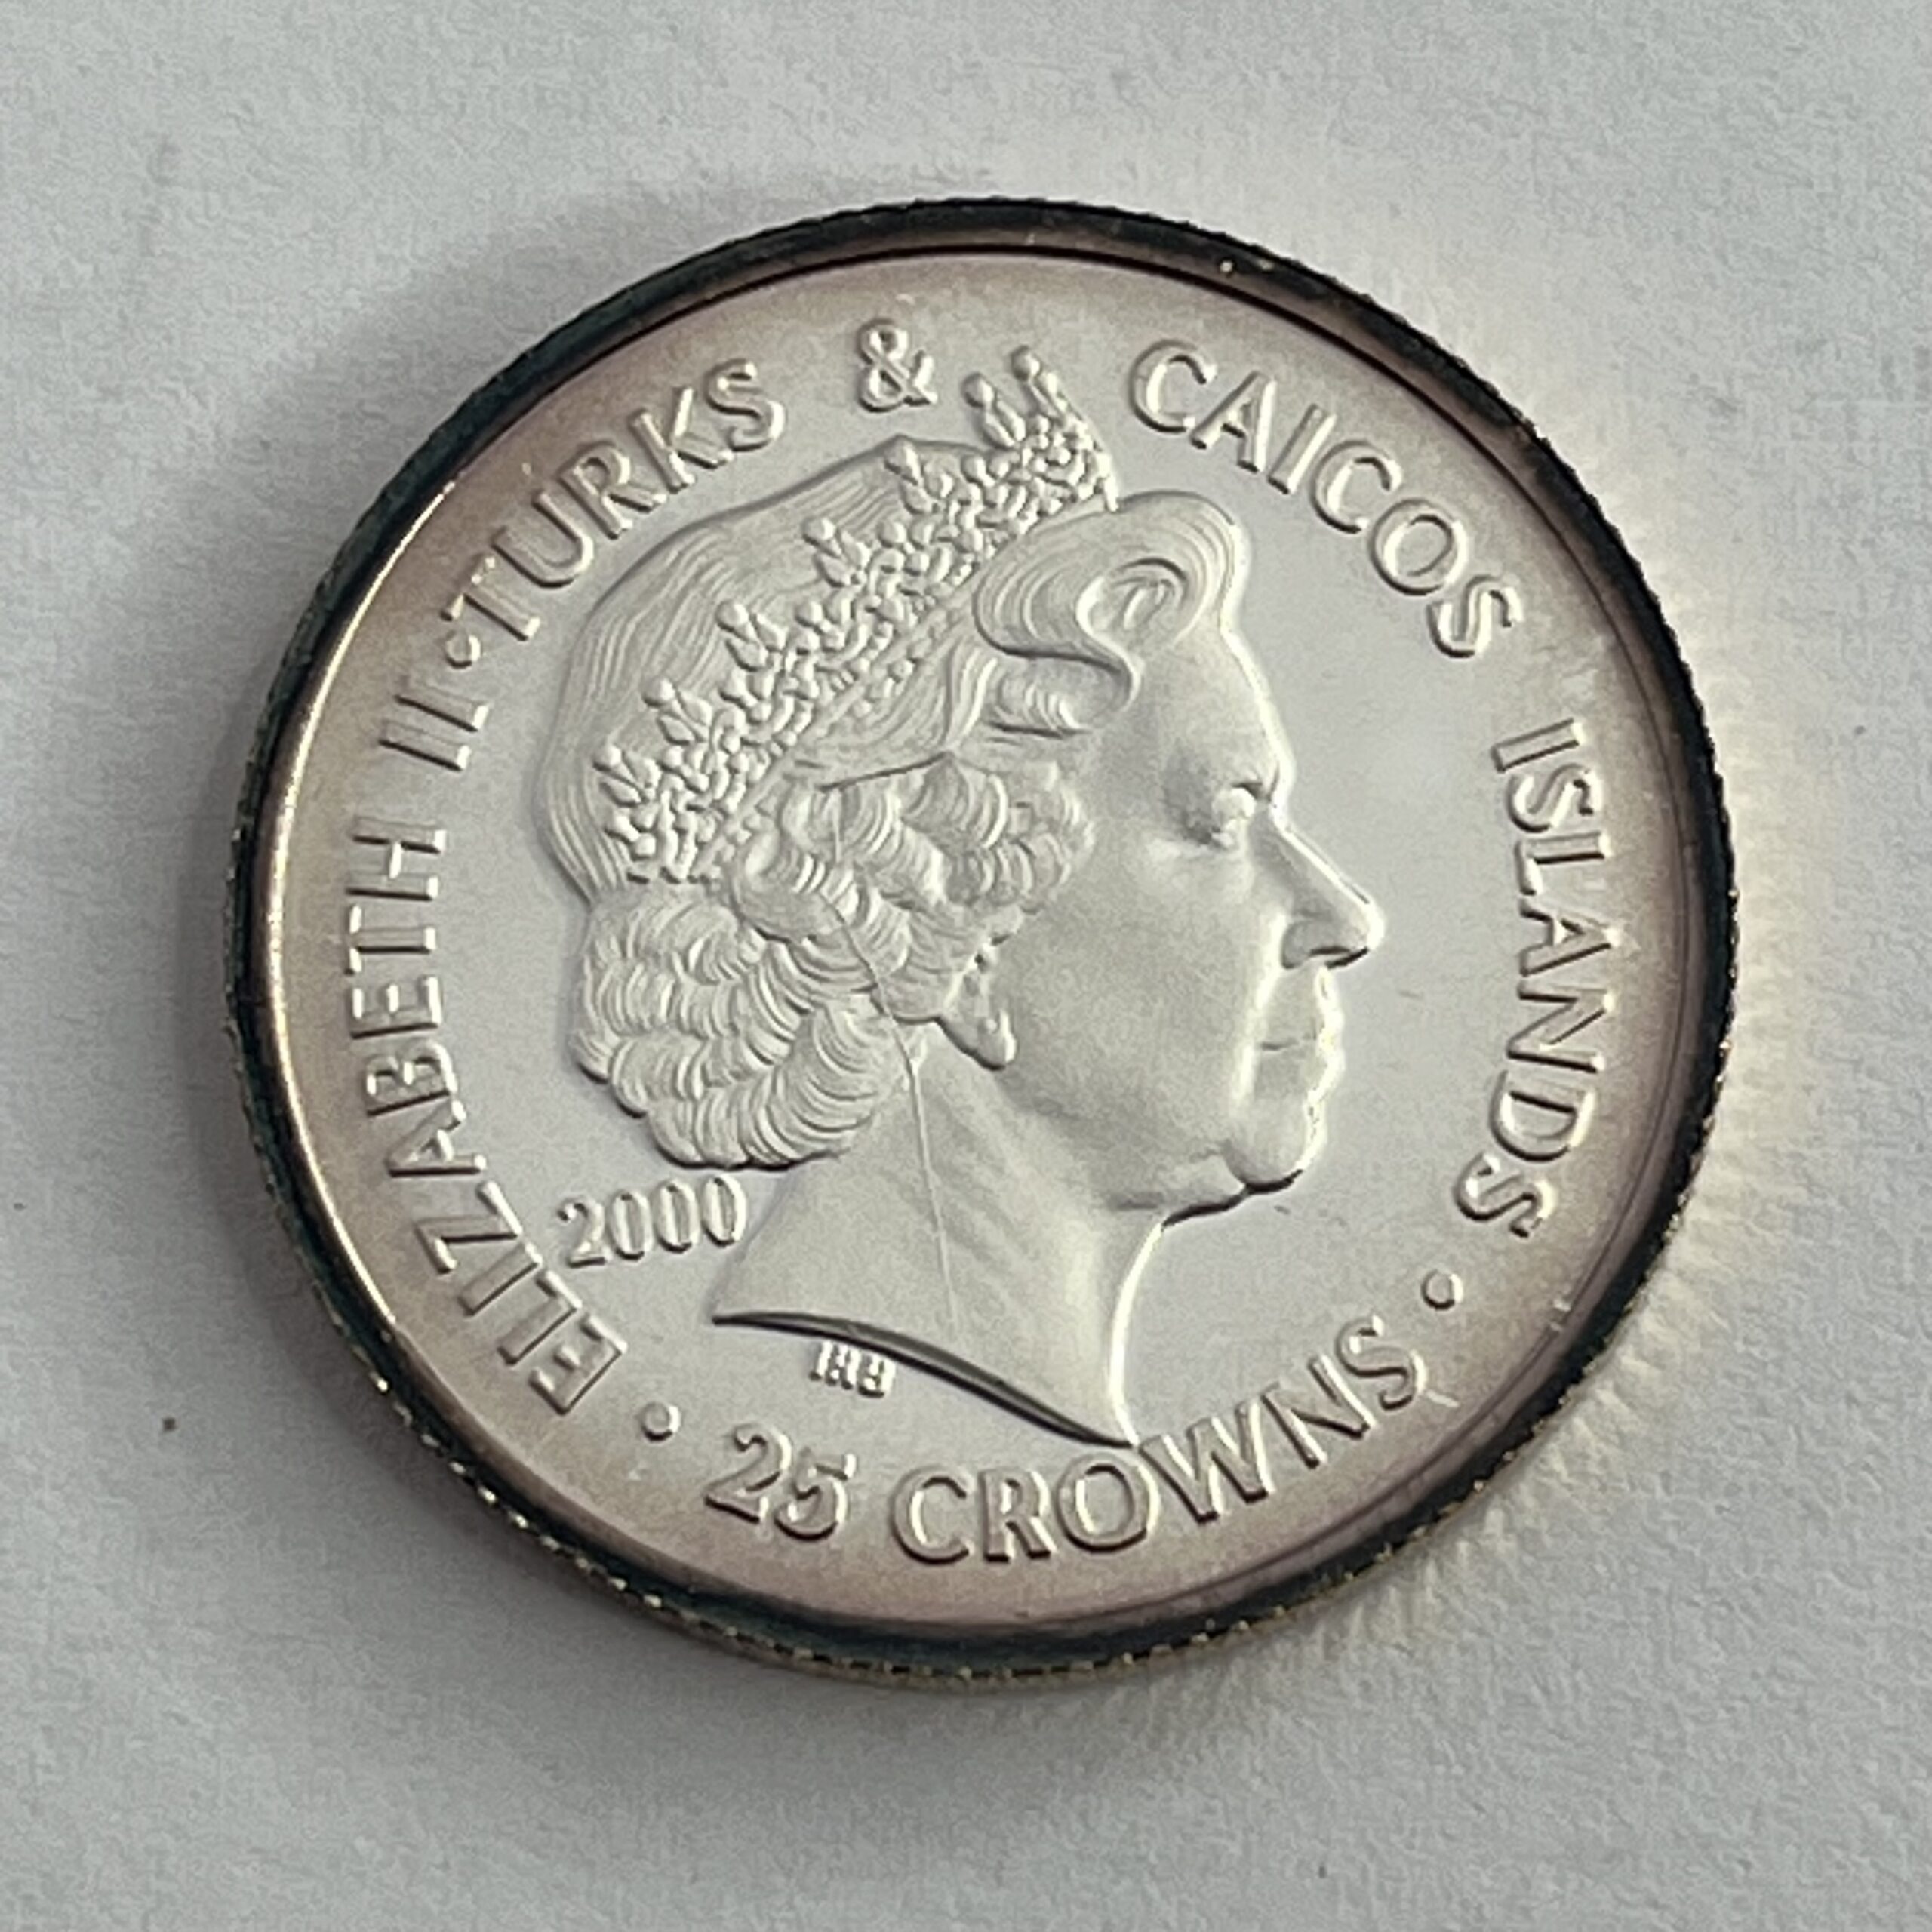 ELIZABETH II • TURKS & CAICOS ISLANDS •
• 25 CROWNS
2000
IRB